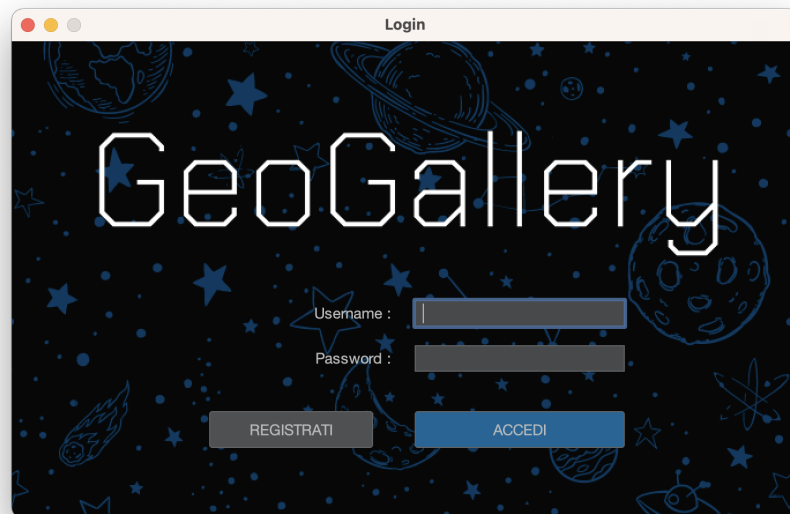 Login
GeoGallery
Username :
Password :
REGISTRATI ACCEDI